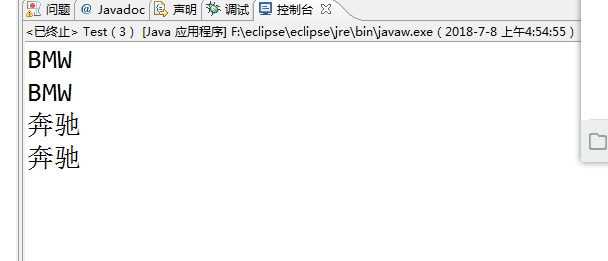 问题 @ Javadoc 声明 调试 控制台
<已终止> Test（3） [Java 应用程序] F:\eclipse\eclipse\jre\bin\javaw.exe（2018-7-8 上午4:54:55）
BMW
BMW
奔驰
奔驰